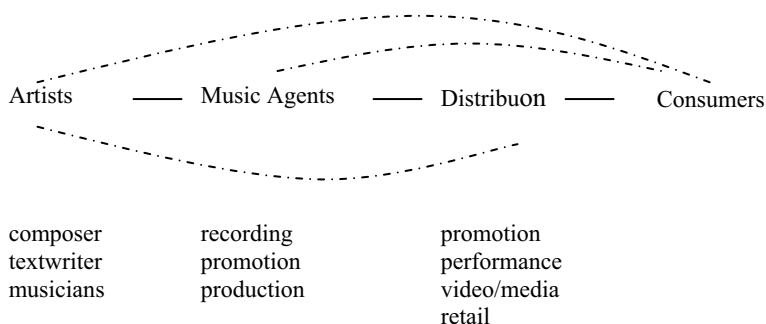 Artists Music Agents Distribuon Consumers
composer recording promotion
textwriter promotion performance
musicians production video/media
retail